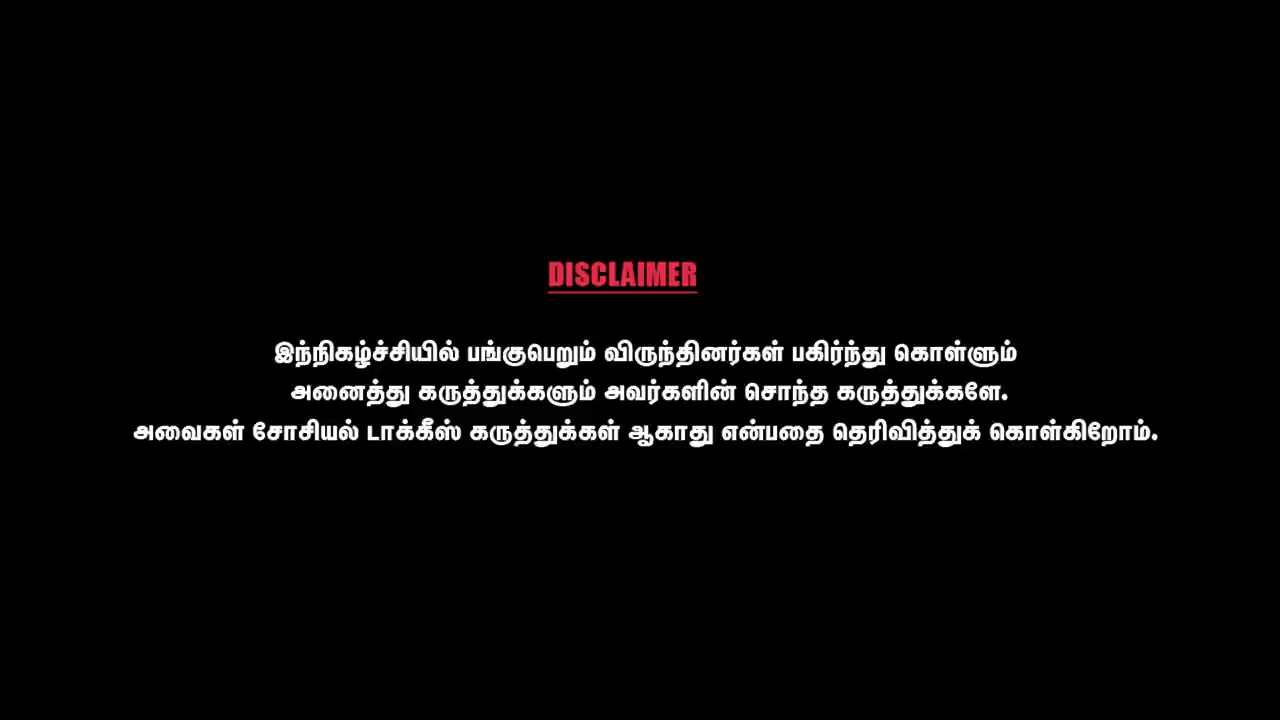 DISCLAIMER
இந்நிகழ்ச்சியில் பங்குபெறும் விருந்தினர்கள் பகிர்ந்து கொள்ளும்
அனைத்து கருத்துக்களும் அவர்களின் சொந்த கருத்துக்களே.
அவைகள் சோசியல் டாக்கீஸ் கருத்துக்கள் ஆகாது என்பதை தெரிவித்துக் கொள்கிறோம்.